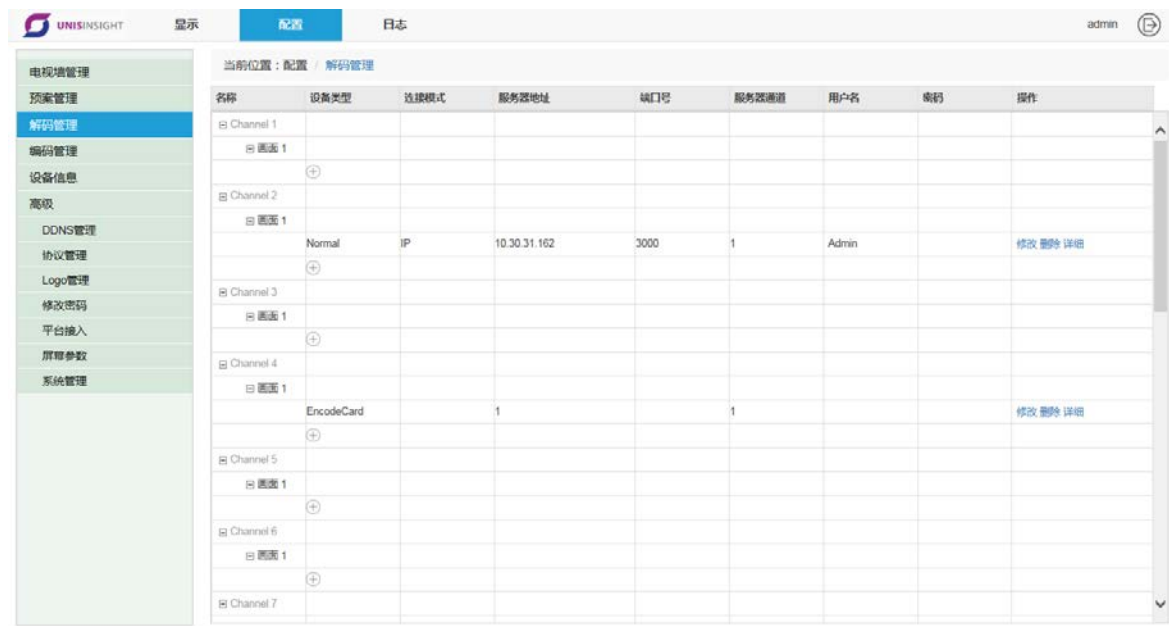 UNISINSIGHT 显示 配置 日志 admin
当前位置：配置 / 解码管理
电视墙管理
预案管理
解码管理
编码管理
设备信息
高级
DDNS管理
协议管理
Logo管理
修改密码
平台接入
屏幕参数
系统管理
名称 设备类型 连接模式 服务器地址 端口号 服务器通道 用户名 密码 操作
Channel 1
画面 1
Channel 2
画面 1
Normal IP 10.30.31.162 3000 1 Admin 修改 删除 详细
Channel 3
画面 1
Channel 4
画面 1
EncodeCard 1 1 修改 删除 详细
Channel 5
画面 1
Channel 6
画面 1
Channel 7